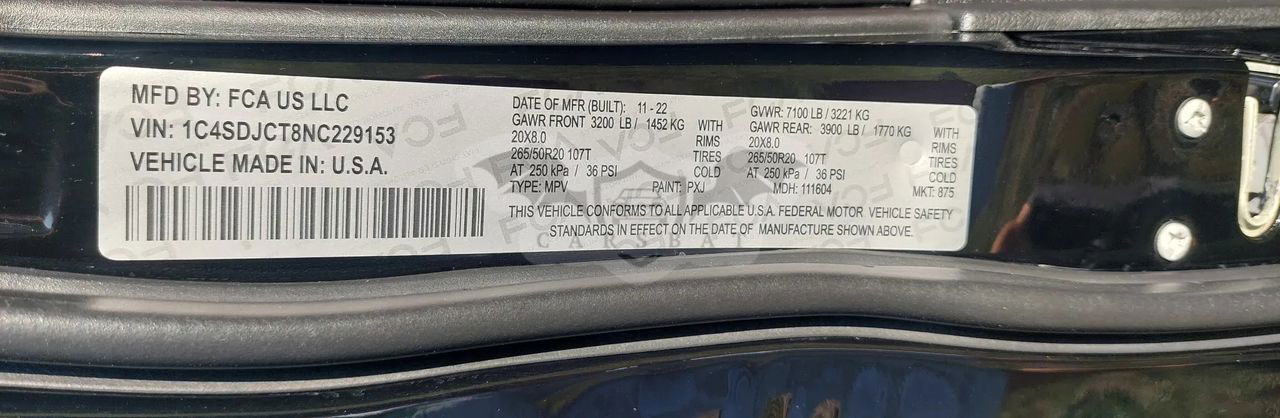 MFD BY: FCA US LLC
VIN: 1C4SDJCT8NC229153
VEHICLE MADE IN: U.S.A.
DATE OF MFR (BUILT): 11 - 22 GVWR: 7100 LB / 3221 KG
GAWR FRONT 3200 LB / 1452 KG WITH GAWR REAR: 3900 LB / 1770 KG WITH
20X8.0 RIMS 20X8.0 RIMS
265/50R20 107T TIRES 265/50R20 107T TIRES
AT 250 kPa / 36 PSI COLD AT 250 kPa / 36 PSI COLD
TYPE: MPV PAINT: PXJ MDH: 111604 MKT: 875
THIS VEHICLE CONFORMS TO ALL APPLICABLE U.S.A. FEDERAL MOTOR VEHICLE SAFETY
STANDARDS IN EFFECT ON THE DATE OF MANUFACTURE SHOWN ABOVE.